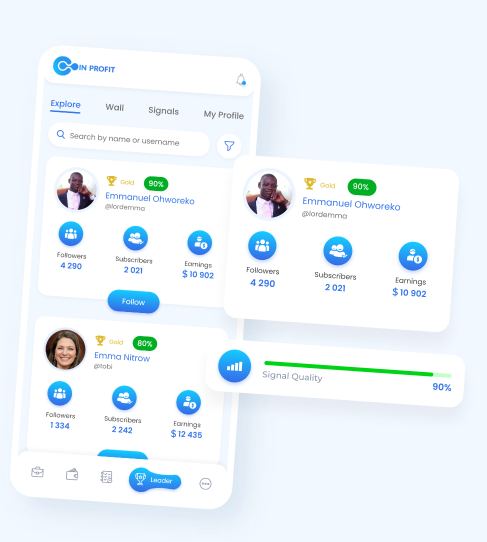 IN PROFIT
Explore Wall Signals My Profile
Search by name or username
Gold 90%
Emmanuel Ohworeko
@lordemma
Followers Subscribers Earnings
4 290 2 021 $ 10 902
Follow
Gold 80%
Emma Nitrow
@tobi
Followers Subscribers Earnings
1 334 2 242 $ 12 435
Leader
Gold 90%
Emmanuel Ohworeko
@lordemma
Followers Subscribers Earnings
4 290 2 021 $ 10 902
Signal Quality
90%